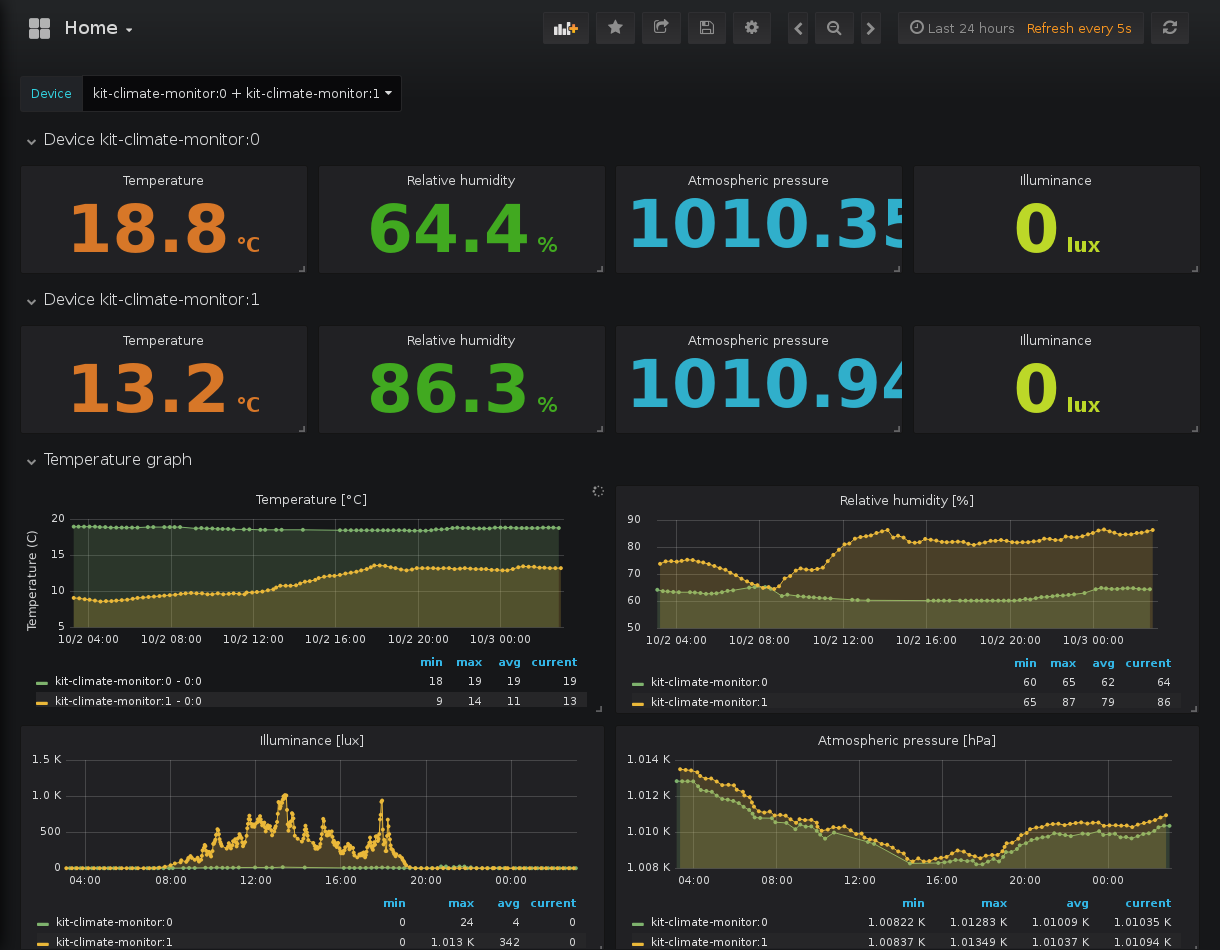 Home
Last 24 hours Refresh every 5s
Device kit-climate-monitor:0 + kit-climate-monitor:1
Device kit-climate-monitor:0
Temperature Relative humidity Atmospheric pressure Illuminance
18.8 °C 64.4 % 1010.35 0 lux
Device kit-climate-monitor:1
Temperature Relative humidity Atmospheric pressure Illuminance
13.2 °C 86.3 % 1010.94 0 lux
Temperature graph
Temperature [°C]
Temperature (C)
20
15
10
5
10/2 04:00 10/2 08:00 10/2 12:00 10/2 16:00 10/2 20:00 10/3 00:00
min max avg current
kit-climate-monitor:0 - 0:0 18 19 19 19
kit-climate-monitor:1 - 0:0 9 14 11 13
Relative humidity [%]
90
80
70
60
50
10/2 04:00 10/2 08:00 10/2 12:00 10/2 16:00 10/2 20:00 10/3 00:00
min max avg current
kit-climate-monitor:0 60 65 62 64
kit-climate-monitor:1 65 87 79 86
Illuminance [lux]
1.5 K
1.0 K
500
0
04:00 08:00 12:00 16:00 20:00 00:00
min max avg current
kit-climate-monitor:0 0 24 4 0
kit-climate-monitor:1 0 1.013 K 342 0
Atmospheric pressure [hPa]
1.014 K
1.012 K
1.010 K
1.008 K
04:00 08:00 12:00 16:00 20:00 00:00
min max avg current
kit-climate-monitor:0 1.00822 K 1.01283 K 1.01009 K 1.01035 K
kit-climate-monitor:1 1.00837 K 1.01349 K 1.01037 K 1.01094 K